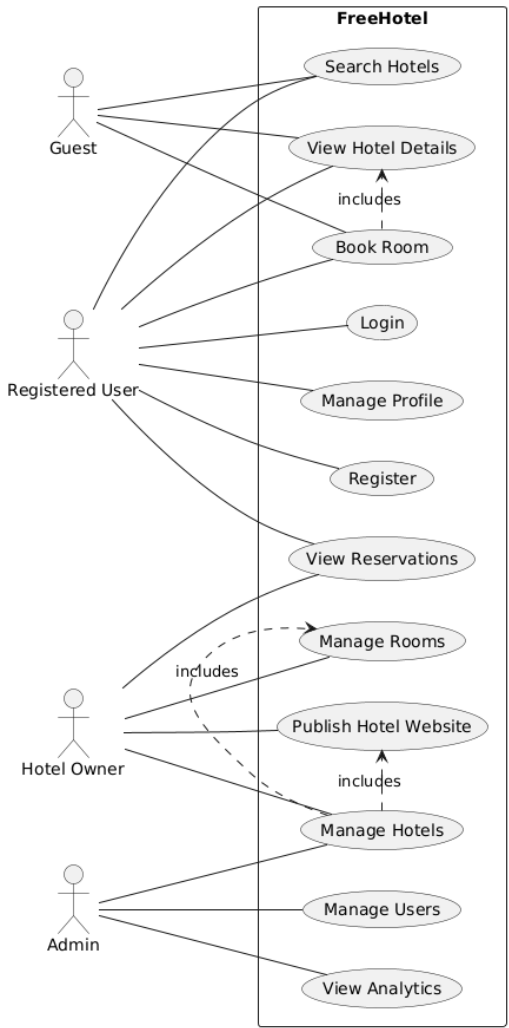 FreeHotel
Search Hotels
Guest
View Hotel Details
includes
Book Room
Login
Registered User
Manage Profile
Register
View Reservations
Manage Rooms
includes
Publish Hotel Website
Hotel Owner
includes
Manage Hotels
Manage Users
Admin
View Analytics